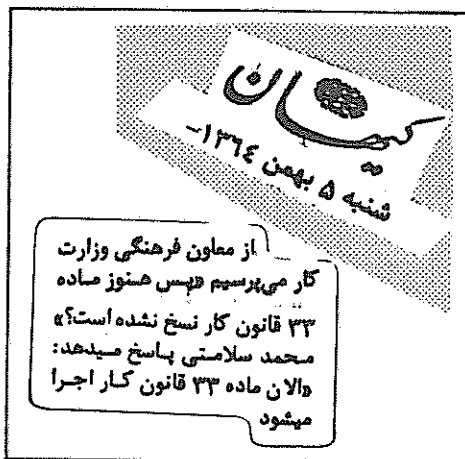 کیهان
شنبه ۵ بهمن ۱۳۶۴-
از معاون فرهنگی وزارت
کار می‌پرسیم «پس هنوز ماده
۳۳ قانون کار نسخ نشده است؟»
محمد سلامتی پاسخ میدهد:
«الان ماده ۳۳ قانون کار اجرا
میشود